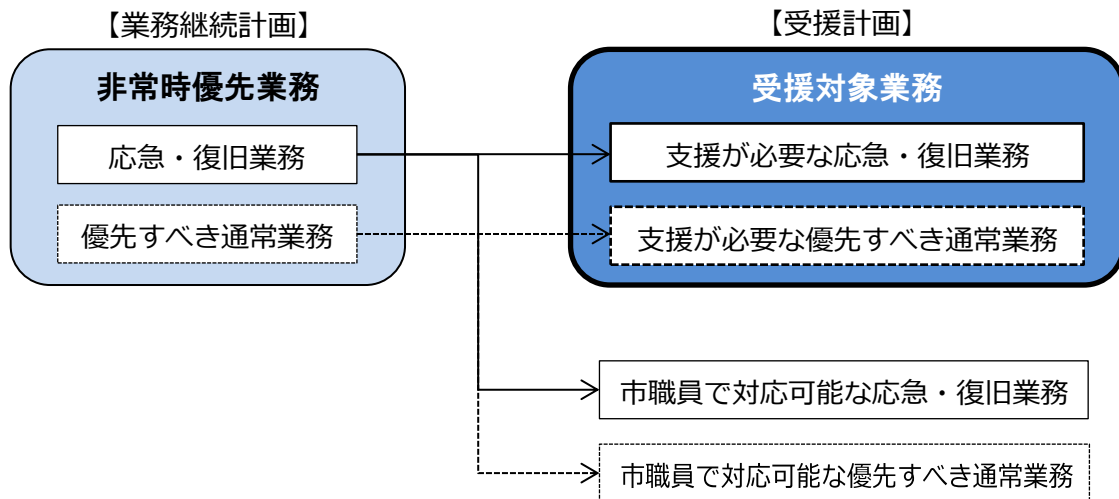 【業務継続計画】
非常時優先業務
応急・復旧業務
優先すべき通常業務
【受援計画】
受援対象業務
支援が必要な応急・復旧業務
支援が必要な優先すべき通常業務
市職員で対応可能な応急・復旧業務
市職員で対応可能な優先すべき通常業務